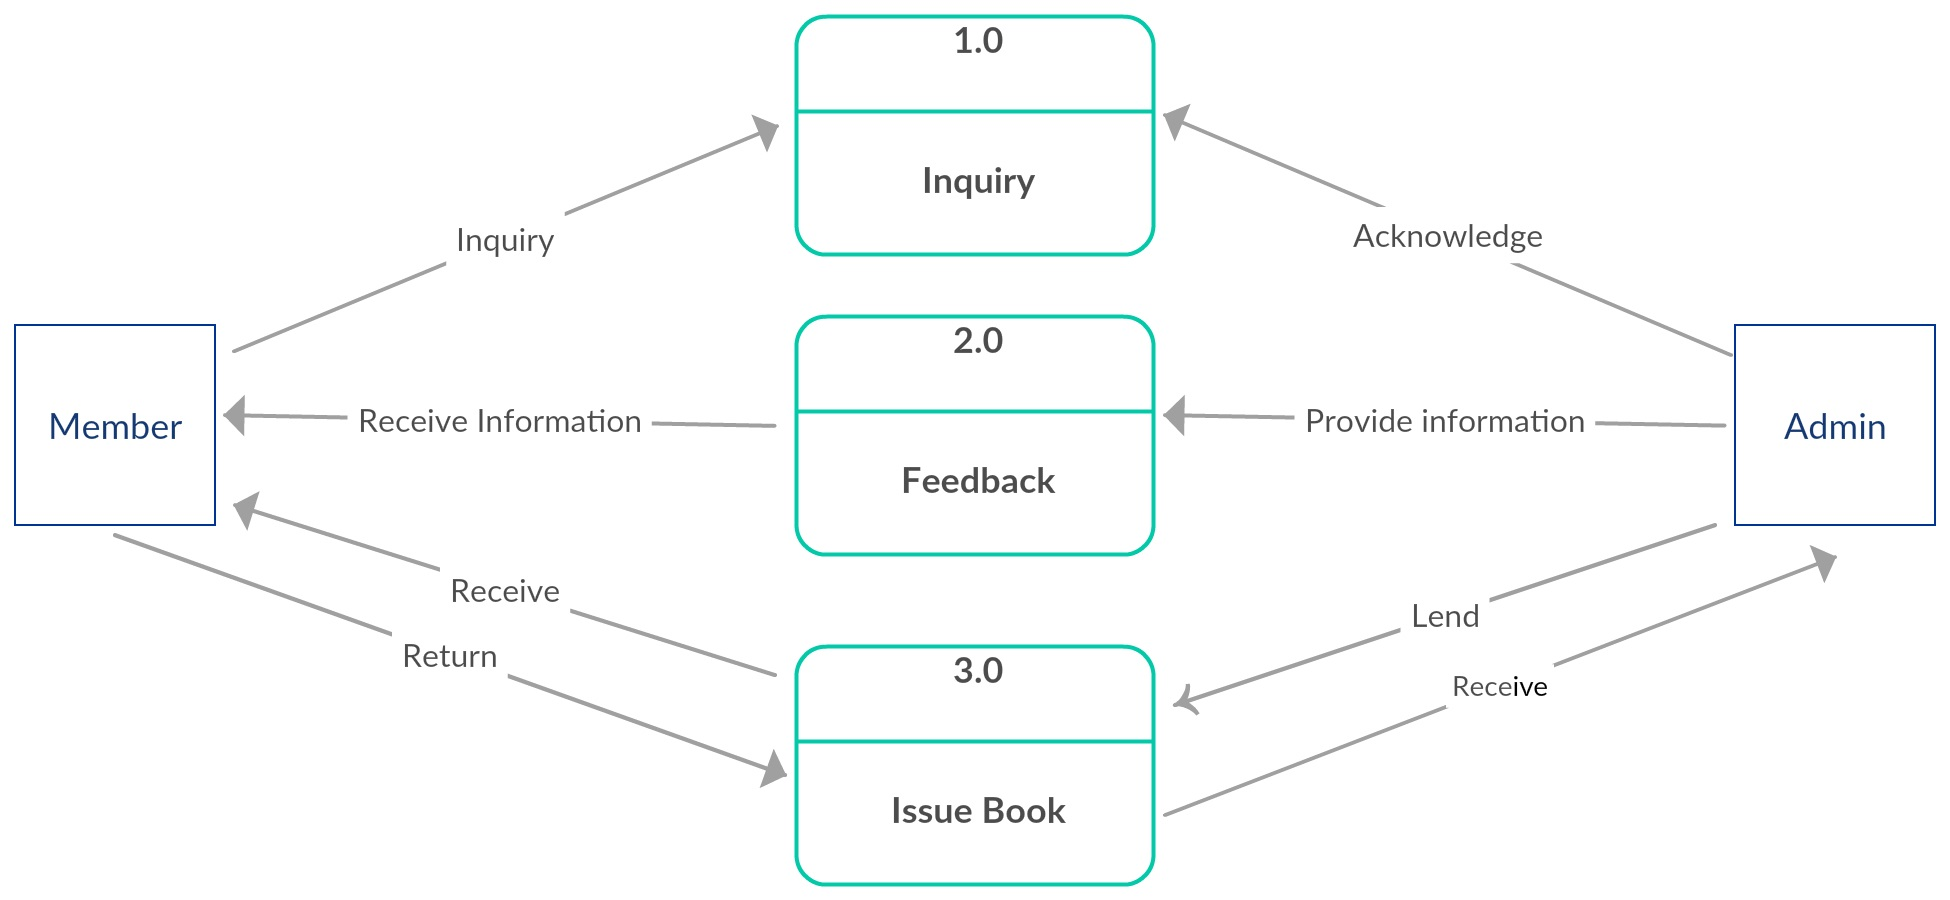 1.0
Inquiry
Inquiry
Acknowledge
2.0
Member
Receive Information
Provide information
Admin
Feedback
Receive
Lend
Return
3.0
Receive
Issue Book